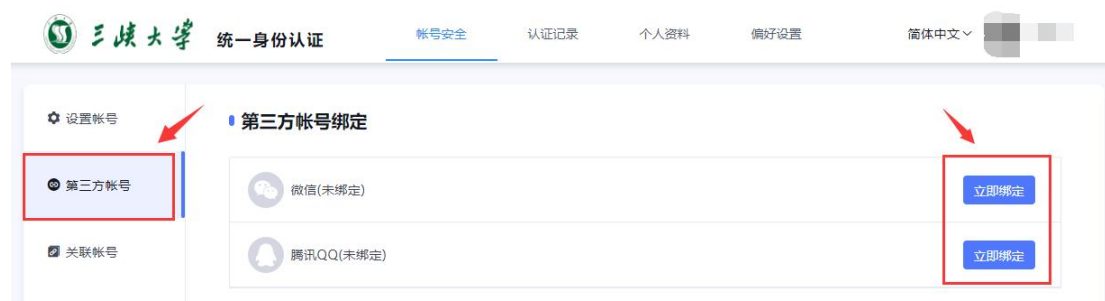 三峡大学 统一身份认证 帐号安全 认证记录 个人资料 偏好设置 简体中文
设置帐号
第三方帐号绑定
第三方帐号
微信(未绑定)
立即绑定
关联帐号
腾讯QQ(未绑定)
立即绑定